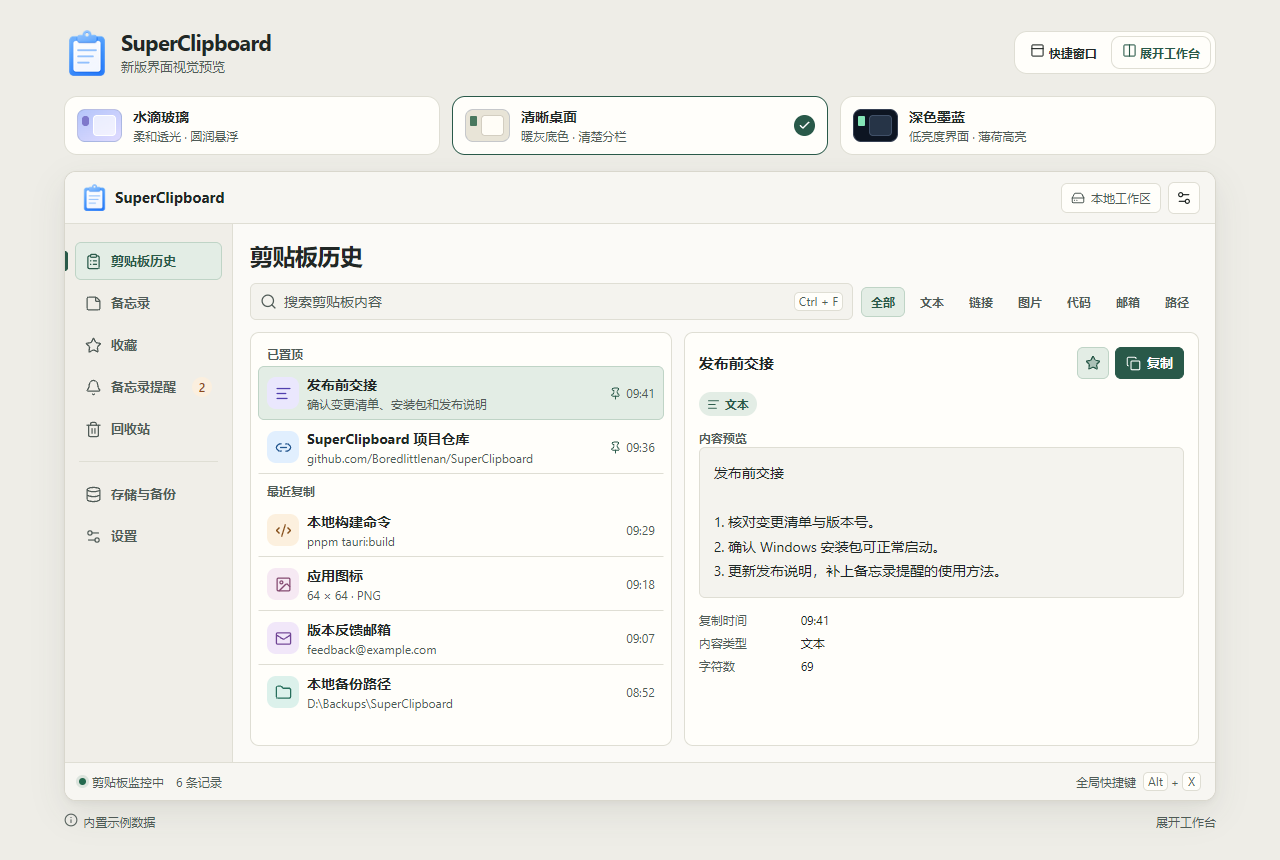 SuperClipboard
新版界面视觉预览
快捷窗口
展开工作台
水滴玻璃
柔和透光 · 圆润悬浮
清晰桌面
暖灰底色 · 清楚分栏
深色墨蓝
低亮度界面 · 薄荷高亮
SuperClipboard
本地工作区
剪贴板历史
备忘录
收藏
备忘录提醒 2
回收站
存储与备份
设置
剪贴板历史
搜索剪贴板内容 Ctrl + F
全部 文本 链接 图片 代码 邮箱 路径
已置顶
发布前交接
确认变更清单、安装包和发布说明
09:41
SuperClipboard 项目仓库
github.com/Boredlittlenan/SuperClipboard
09:36
最近复制
本地构建命令
pnpm tauri:build
09:29
应用图标
64 × 64 · PNG
09:18
版本反馈邮箱
feedback@example.com
09:07
本地备份路径
D:\Backups\SuperClipboard
08:52
发布前交接
复制
文本
内容预览
发布前交接
1. 核对变更清单与版本号。
2. 确认 Windows 安装包可正常启动。
3. 更新发布说明，补上备忘录提醒的使用方法。
复制时间 09:41
内容类型 文本
字符数 69
剪贴板监控中 6 条记录
全局快捷键 Alt + X
内置示例数据
展开工作台